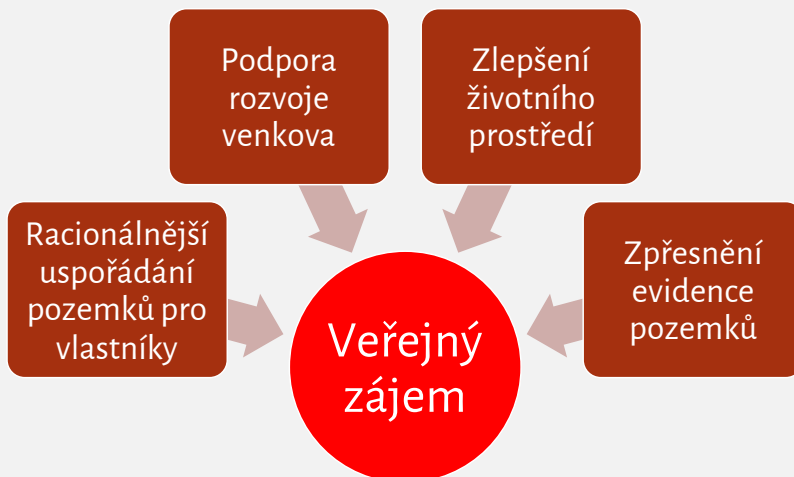 Podpora
rozvoje
venkova
Zlepšení
životního
prostředí
Racionálnější
uspořádání
pozemků pro
vlastníky
Zpřesnění
evidence
pozemků
Veřejný
zájem